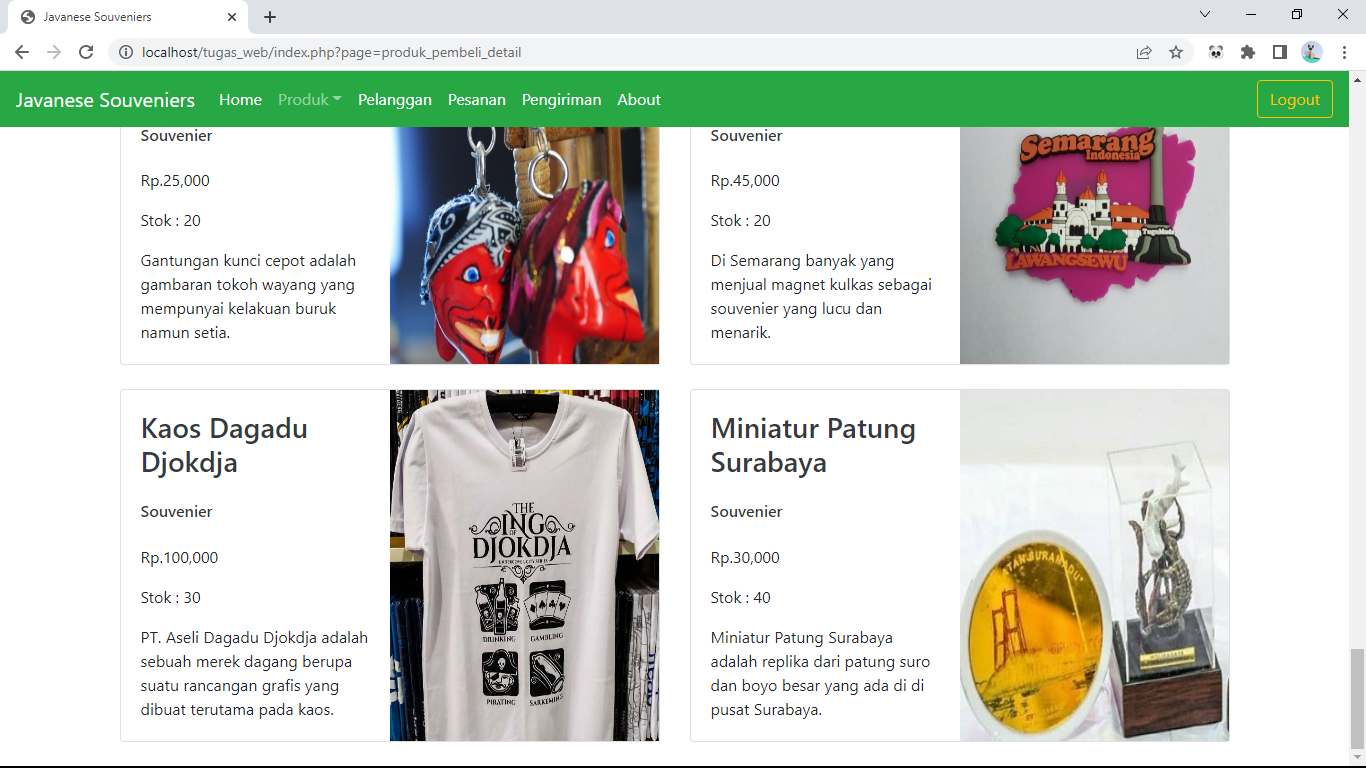 Javanese Souveniers
localhost/tugas_web/index.php?page=produk_pembeli_detail
Javanese Souveniers Home Produk Pelanggan Pesanan Pengiriman About Logout
Souvenier
Rp.25,000
Stok : 20
Gantungan kunci cepot adalah
gambaran tokoh wayang yang
mempunyai kelakuan buruk
namun setia.
Souvenier
Rp.45,000
Stok : 20
Di Semarang banyak yang
menjual magnet kulkas sebagai
souvenier yang lucu dan
menarik.
Semarang
Indonesia
LAWANGSEWU
Kaos Dagadu
Djokdja
Souvenier
Rp.100,000
Stok : 30
PT. Aseli Dagadu Djokdja adalah
sebuah merek dagang berupa
suatu rancangan grafis yang
dibuat terutama pada kaos.
THE
ING
OF
DJOKDJA
DRINKING
GAMBLING
PIRATING
SARKEMING
Miniatur Patung
Surabaya
Souvenier
Rp.30,000
Stok : 40
Miniatur Patung Surabaya
adalah replika dari patung suro
dan boyo besar yang ada di di
pusat Surabaya.